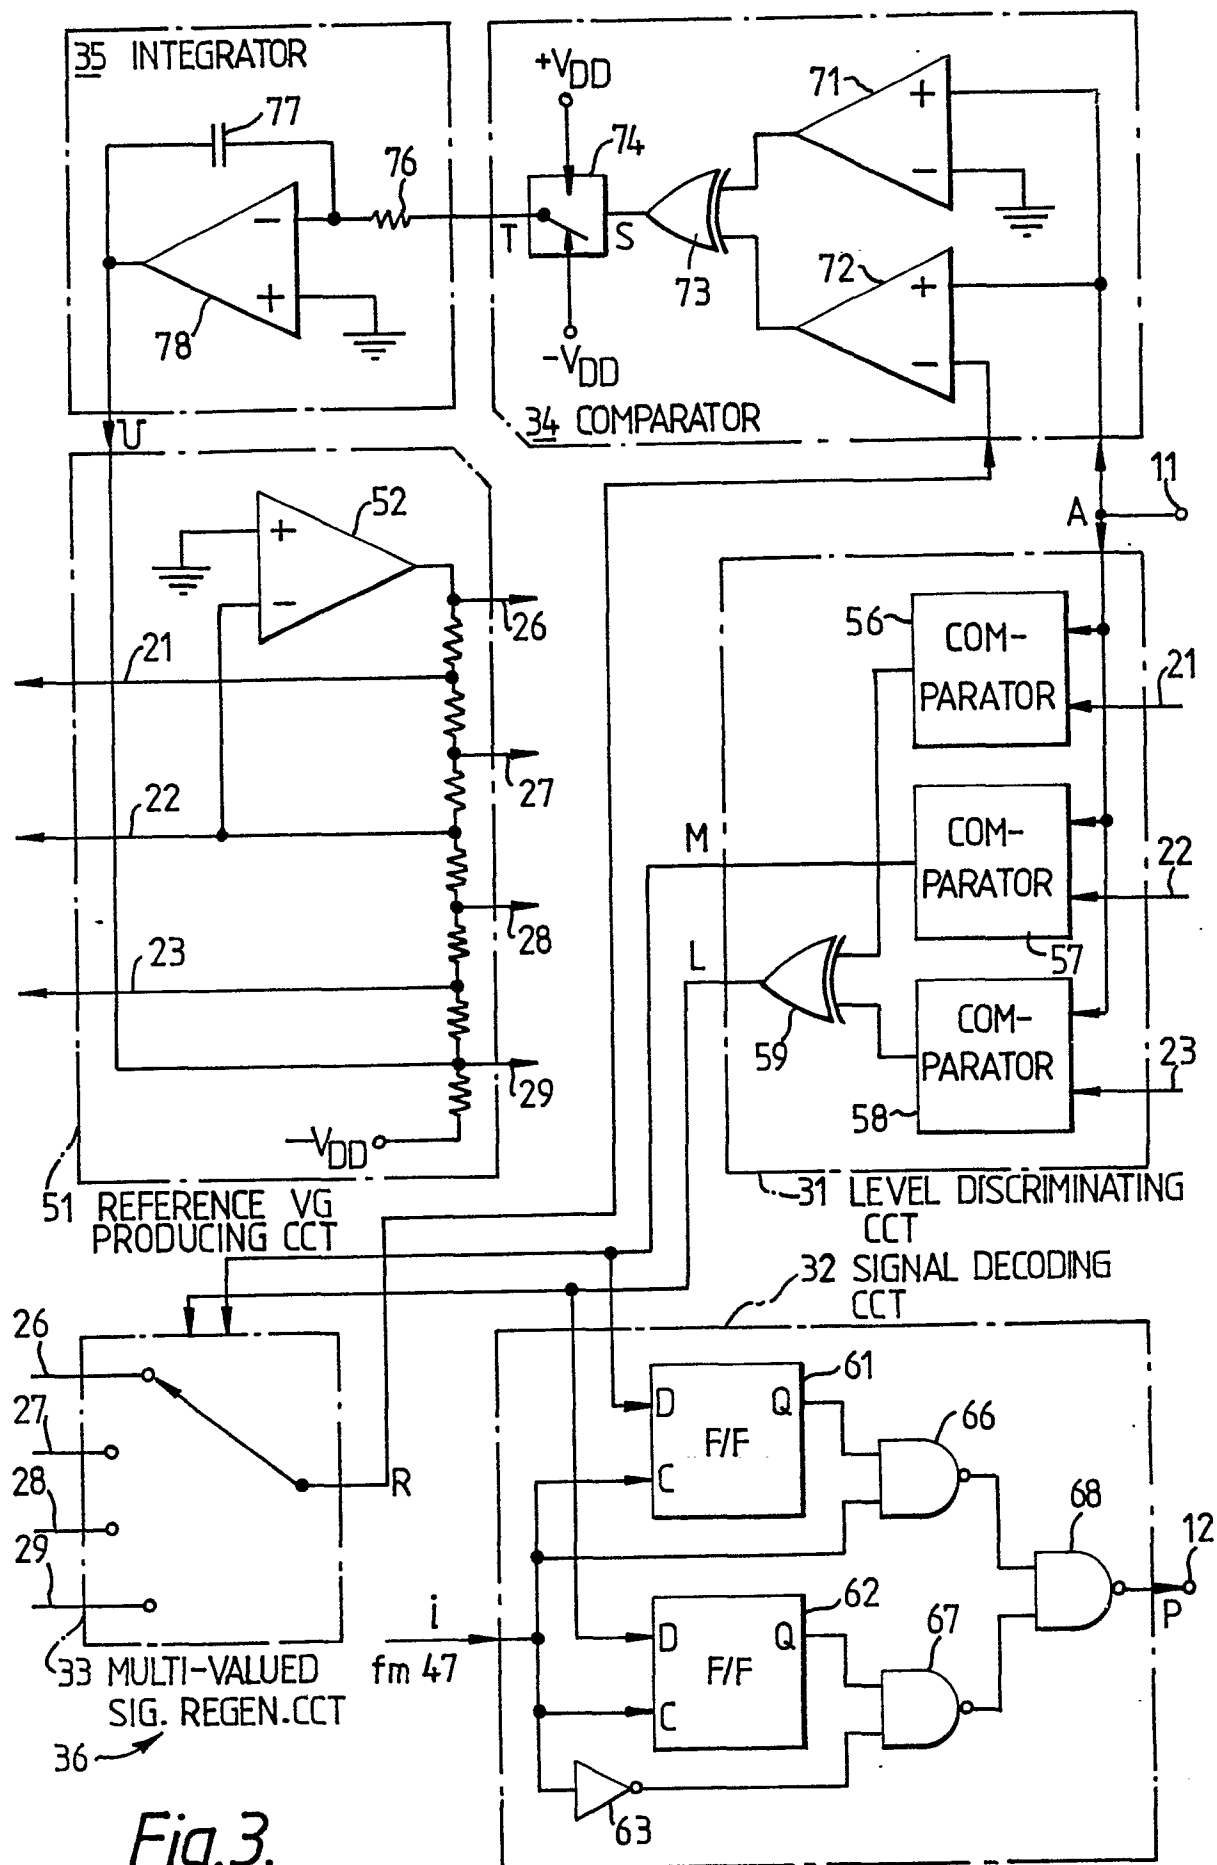 35 INTEGRATOR
77
76
−
+
78
U
+VDD
74
T
S
−VDD
73
71
+
−
72
+
−
34 COMPARATOR
11
A
52
+
−
26
21
27
22
28
23
29
−VDD
51 REFERENCE VG
PRODUCING CCT
56
COM-
PARATOR
21
M
COM-
PARATOR
22
57
L
59
COM-
PARATOR
23
58
31 LEVEL DISCRIMINATING
CCT
32 SIGNAL DECODING
CCT
26
27
28
29
R
33 MULTI-VALUED
SIG. REGEN.CCT
36
i
fm 47
61
D
Q
F/F
C
66
68
12
P
62
D
Q
F/F
C
67
63
Fig.3.